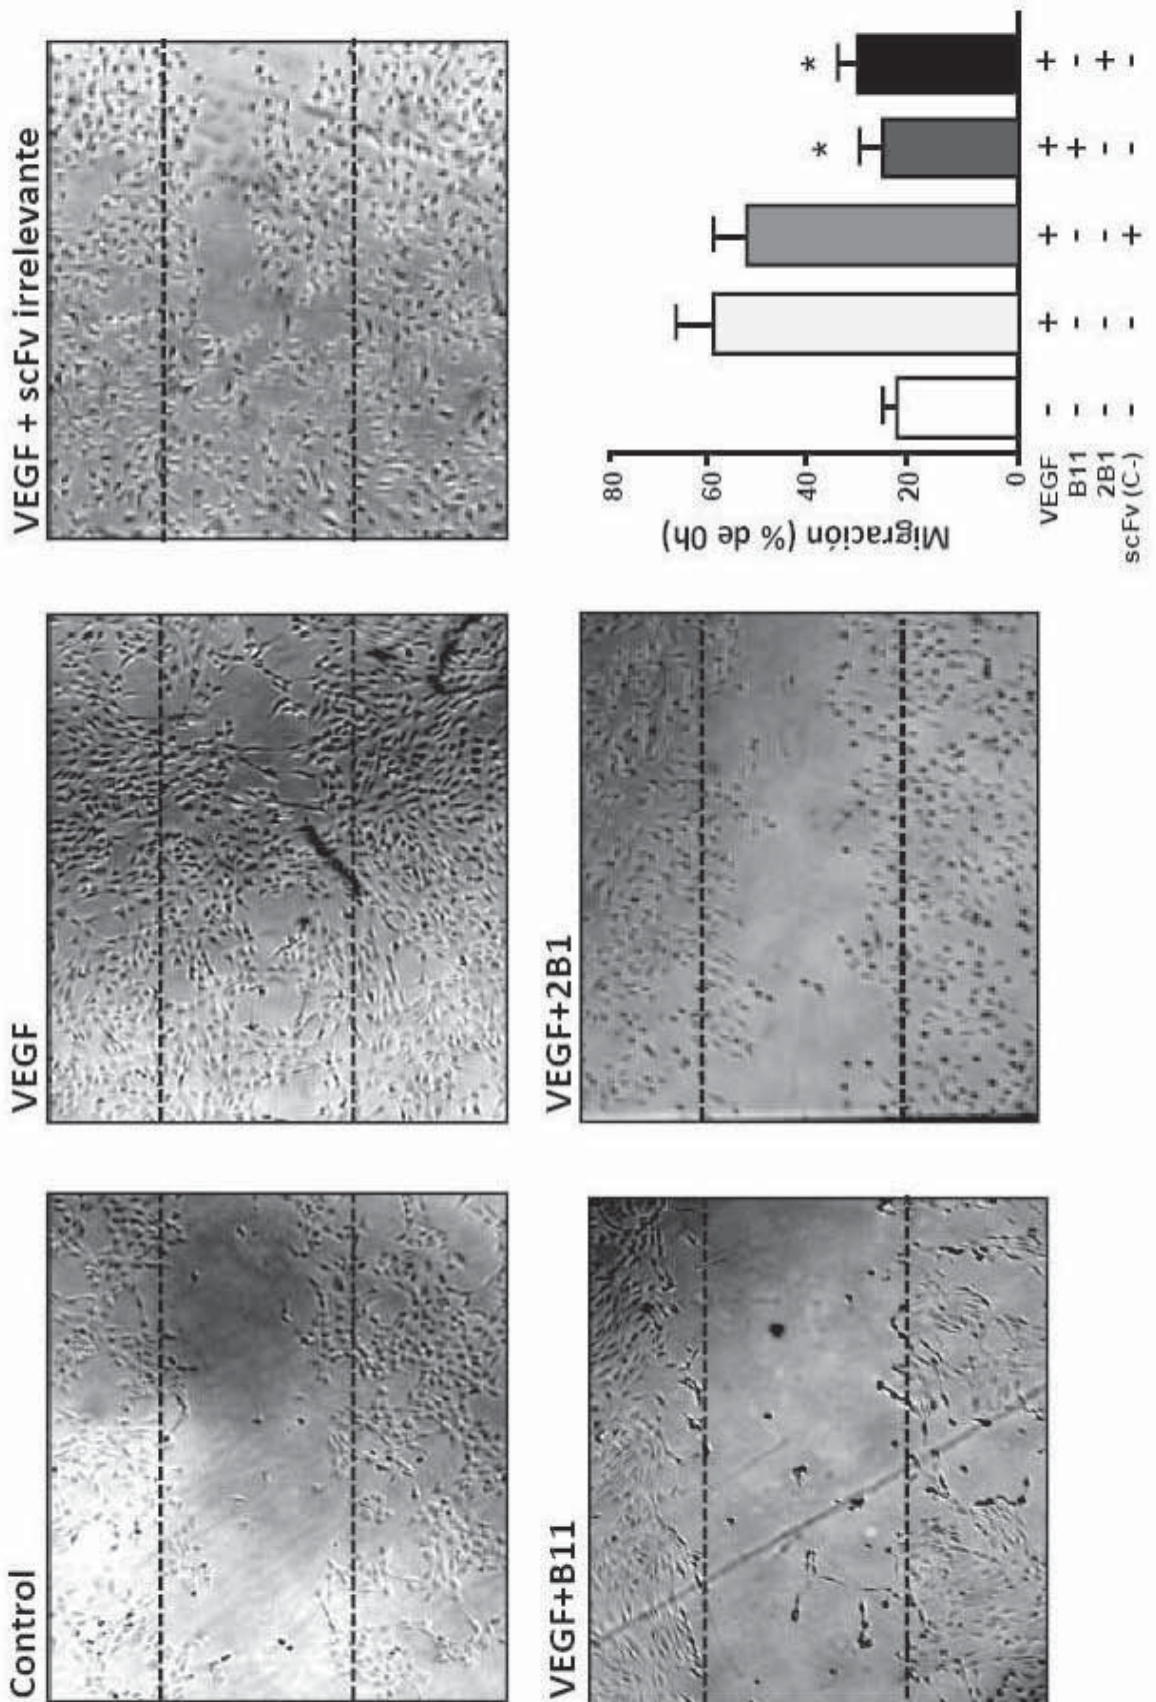 Control
VEGF
VEGF + scFv irrelevante
VEGF+B11
VEGF+2B1
Migración (% de 0h)
80
60
40
20
0
* *
VEGF - + + + +
B11 - - - + -
2B1 - - - - +
scFv (C-) - - + - -